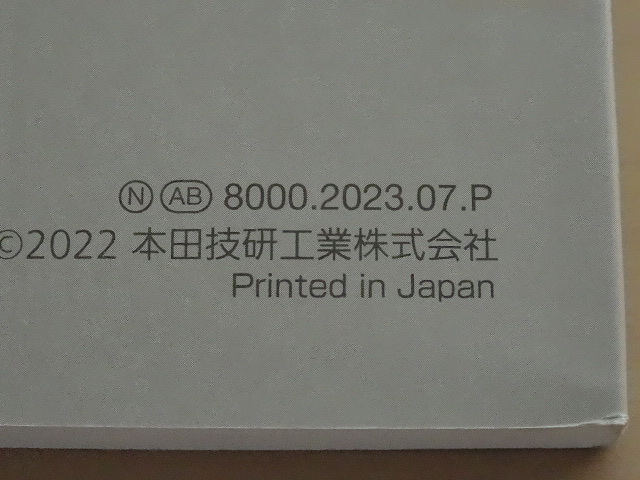 Ⓝ AB 8000.2023.07.P
©2022 本田技研工業株式会社
Printed in Japan